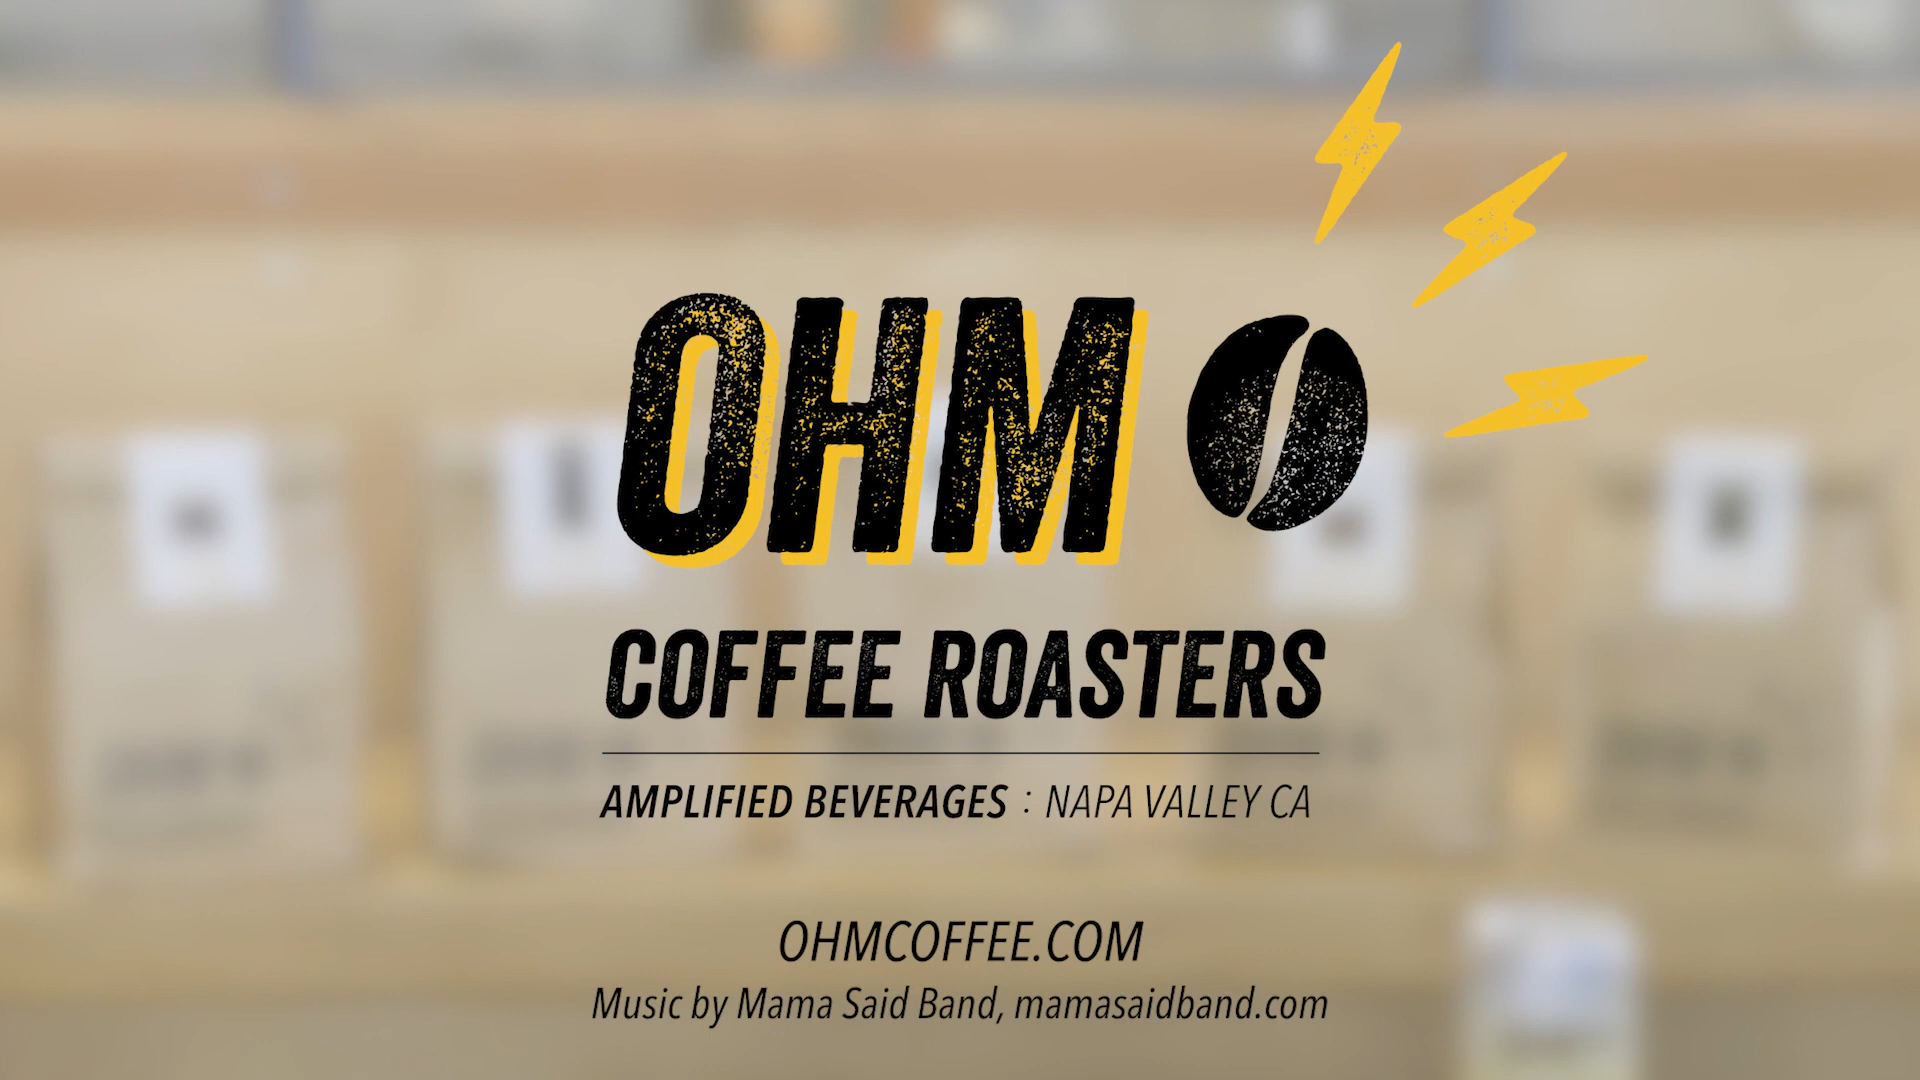 OHM
COFFEE ROASTERS
AMPLIFIED BEVERAGES : NAPA VALLEY CA
OHMCOFFEE.COM
Music by Mama Said Band, mamasaidband.com